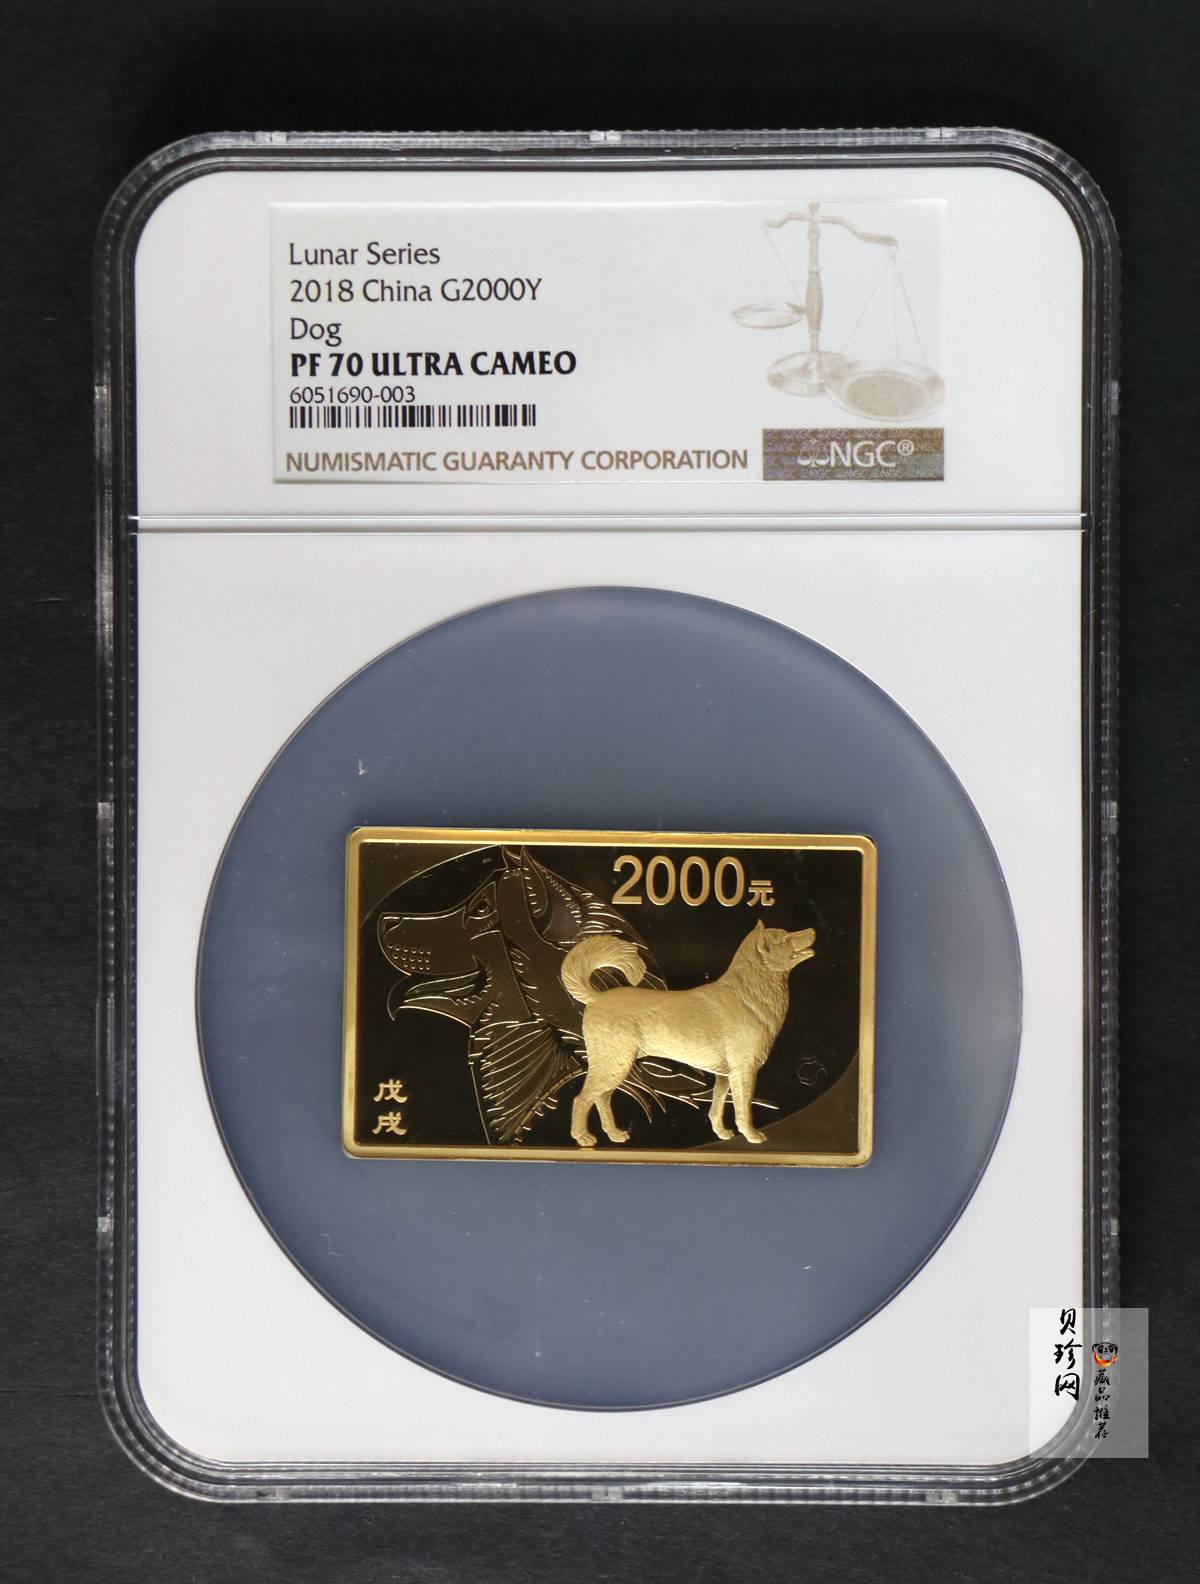 Lunar Series
2018 China G2000Y
Dog
PF 70 ULTRA CAMEO
6051690-003
NUMISMATIC GUARANTY CORPORATION
NGC®
2000元
戊
戌
贝珍网
藏品推荐